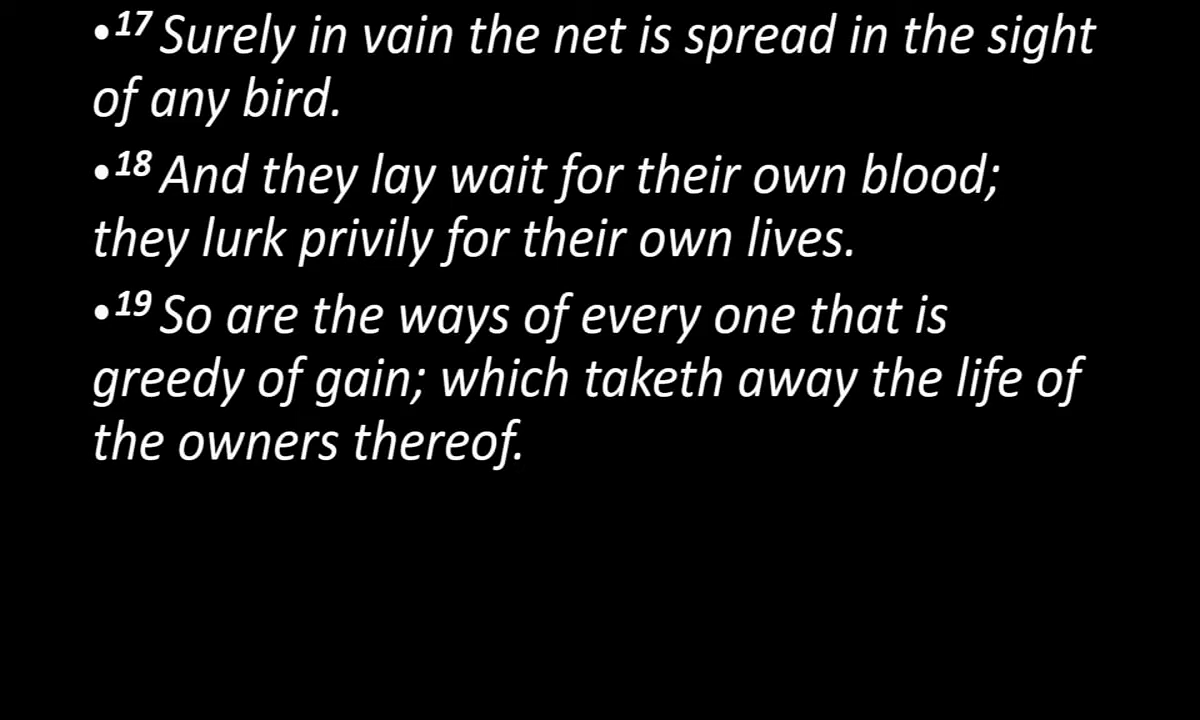 •17 Surely in vain the net is spread in the sight
of any bird.
•18 And they lay wait for their own blood;
they lurk privily for their own lives.
•19 So are the ways of every one that is
greedy of gain; which taketh away the life of
the owners thereof.